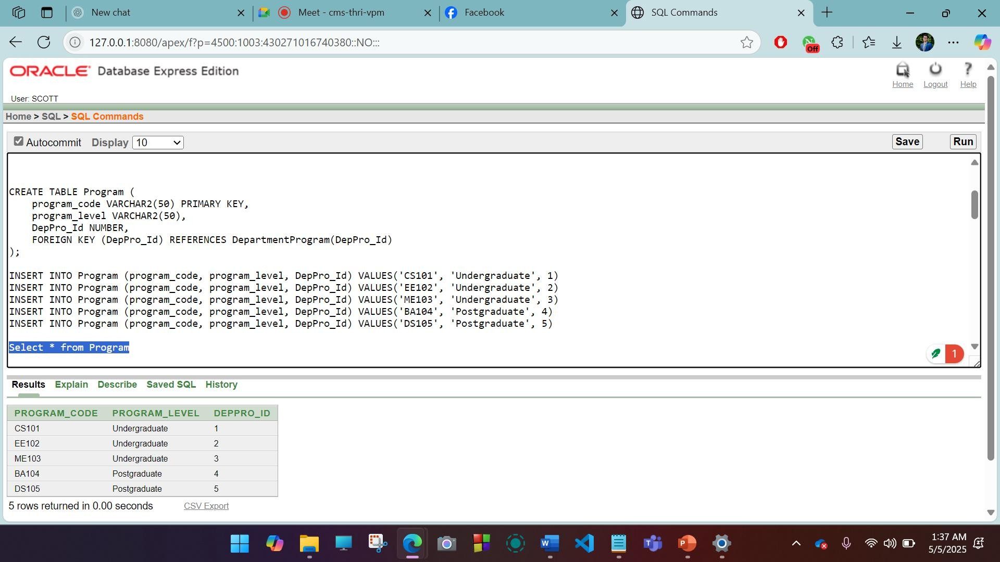 New chat
Meet - cms-thri-vpm
Facebook
SQL Commands
127.0.0.1:8080/apex/f?p=4500:1003:430271016740380::NO:::
Off
ORACLE Database Express Edition
Home Logout Help
User: SCOTT
Home > SQL > SQL Commands
Autocommit Display 10 Save Run
CREATE TABLE Program (
    program_code VARCHAR2(50) PRIMARY KEY,
    program_level VARCHAR2(50),
    DepPro_Id NUMBER,
    FOREIGN KEY (DepPro_Id) REFERENCES DepartmentProgram(DepPro_Id)
);
INSERT INTO Program (program_code, program_level, DepPro_Id) VALUES('CS101', 'Undergraduate', 1)
INSERT INTO Program (program_code, program_level, DepPro_Id) VALUES('EE102', 'Undergraduate', 2)
INSERT INTO Program (program_code, program_level, DepPro_Id) VALUES('ME103', 'Undergraduate', 3)
INSERT INTO Program (program_code, program_level, DepPro_Id) VALUES('BA104', 'Postgraduate', 4)
INSERT INTO Program (program_code, program_level, DepPro_Id) VALUES('DS105', 'Postgraduate', 5)
Select * from Program
1
Results Explain Describe Saved SQL History
PROGRAM_CODE PROGRAM_LEVEL DEPPRO_ID
CS101 Undergraduate 1
EE102 Undergraduate 2
ME103 Undergraduate 3
BA104 Postgraduate 4
DS105 Postgraduate 5
5 rows returned in 0.00 seconds CSV Export
1:37 AM
5/5/2025